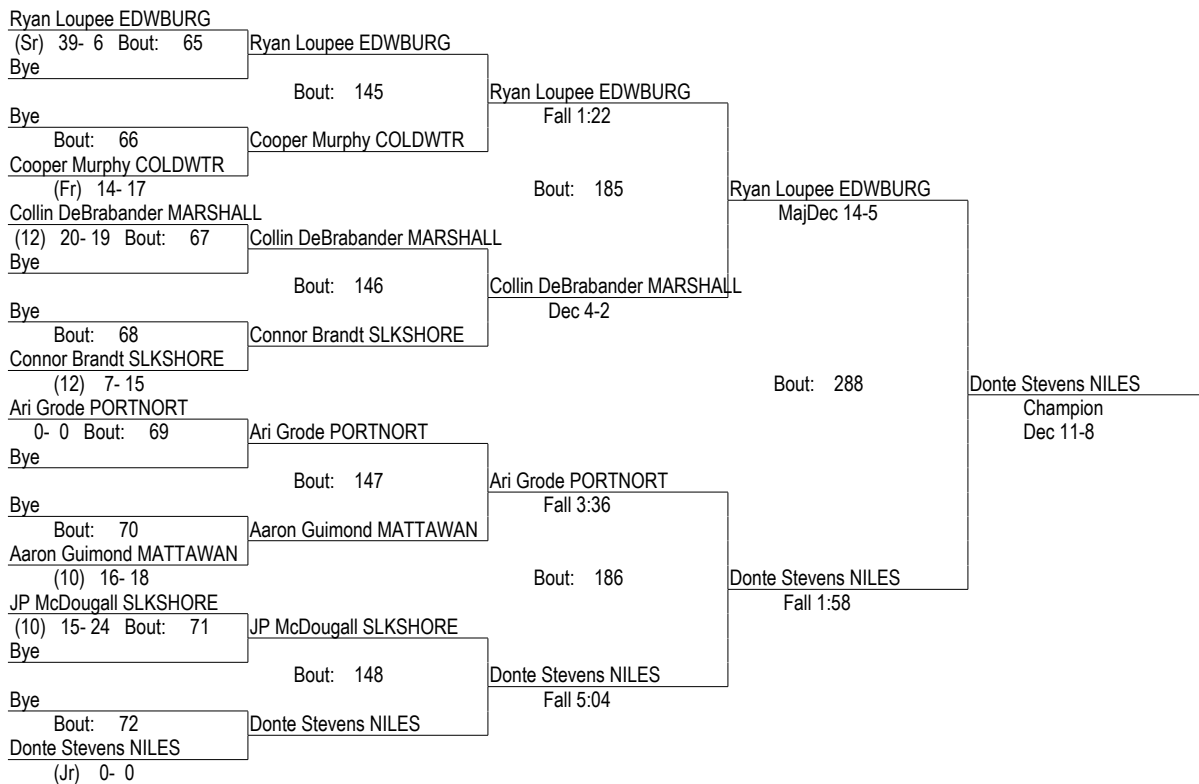 Ryan Loupee EDWBURG
(Sr) 39- 6 Bout: 65
Bye
Bye
Bout: 66
Cooper Murphy COLDWTR
(Fr) 14- 17
Collin DeBrabander MARSHALL
(12) 20- 19 Bout: 67
Bye
Bye
Bout: 68
Connor Brandt SLKSHORE
(12) 7- 15
Ari Grode PORTNORT
0- 0 Bout: 69
Bye
Bye
Bout: 70
Aaron Guimond MATTAWAN
(10) 16- 18
JP McDougall SLKSHORE
(10) 15- 24 Bout: 71
Bye
Bye
Bout: 72
Donte Stevens NILES
(Jr) 0- 0
Ryan Loupee EDWBURG
Bout: 145
Cooper Murphy COLDWTR
Collin DeBrabander MARSHALL
Bout: 146
Connor Brandt SLKSHORE
Ari Grode PORTNORT
Bout: 147
Aaron Guimond MATTAWAN
JP McDougall SLKSHORE
Bout: 148
Donte Stevens NILES
Ryan Loupee EDWBURG
Fall 1:22
Bout: 185
Collin DeBrabander MARSHALL
Dec 4-2
Ari Grode PORTNORT
Fall 3:36
Bout: 186
Donte Stevens NILES
Fall 5:04
Ryan Loupee EDWBURG
MajDec 14-5
Bout: 288
Donte Stevens NILES
Fall 1:58
Donte Stevens NILES
Champion
Dec 11-8